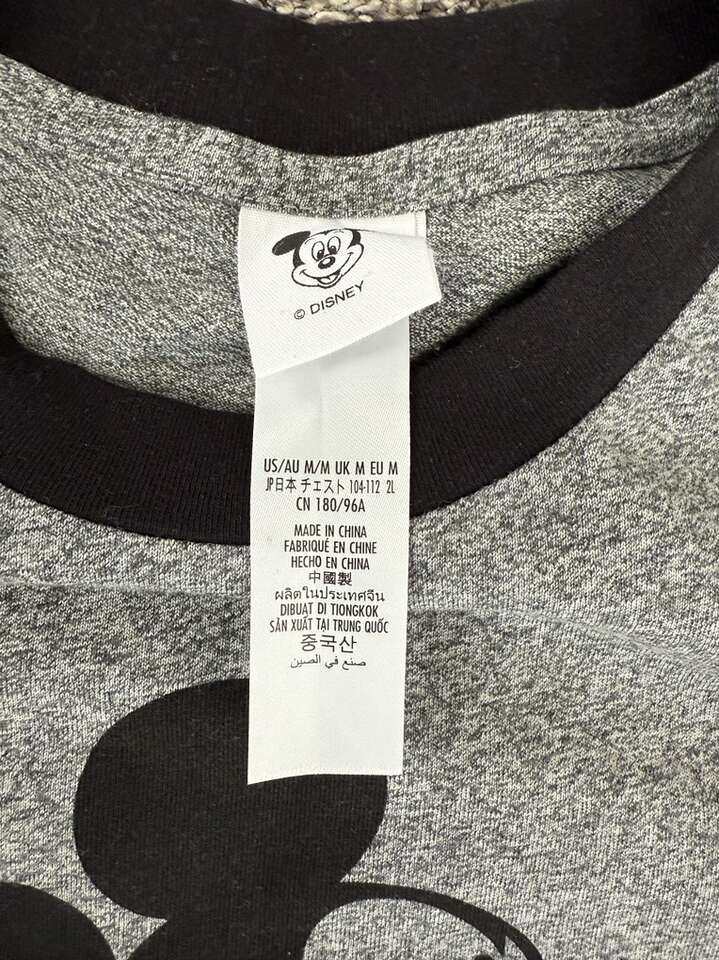 © DISNEY
US/AU M/M UK M EU M
JP日本 チェスト 104-112 2L
CN 180/96A
MADE IN CHINA
FABRIQUÉ EN CHINE
HECHO EN CHINA
中國製
ผลิตในประเทศจีน
DIBUAT DI TIONGKOK
SẢN XUẤT TẠI TRUNG QUỐC
중국산
صنع في الصين